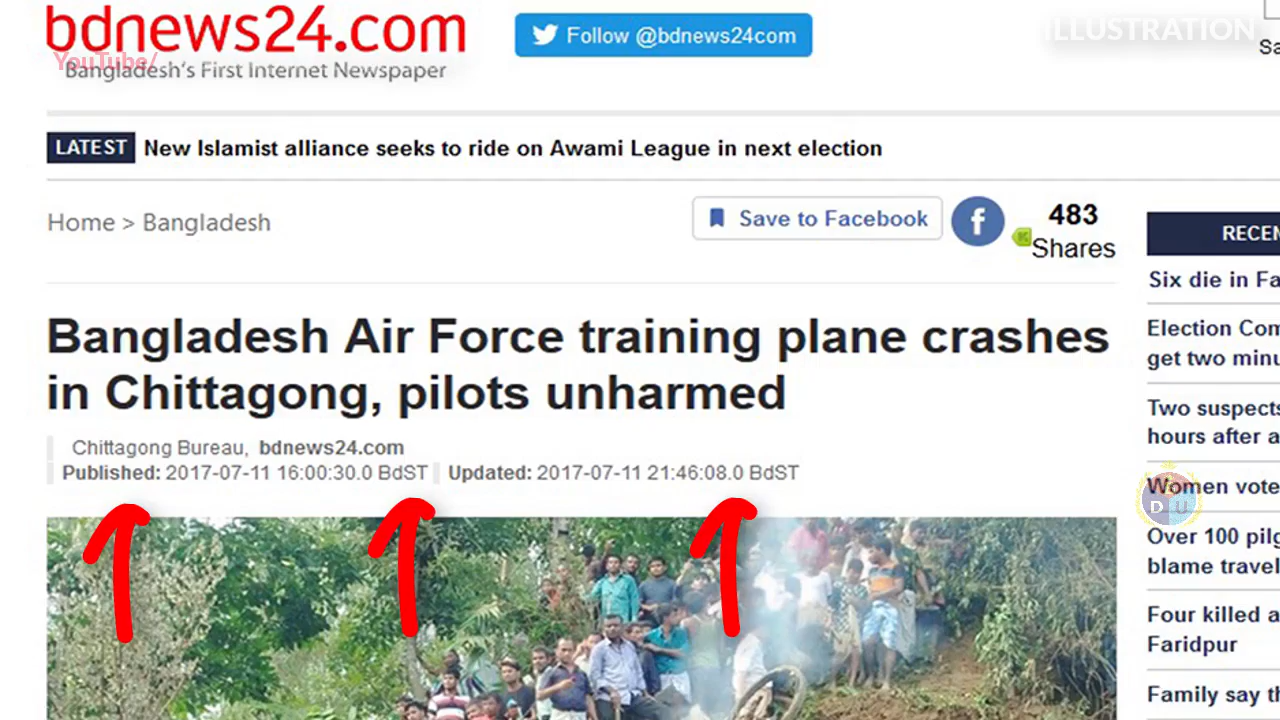 bdnews24.com
YouTube/
Bangladesh's First Internet Newspaper
Follow @bdnews24com
ILLUSTRATION
Sa
LATEST New Islamist alliance seeks to ride on Awami League in next election
Home > Bangladesh
Save to Facebook
f
483
Shares
Bangladesh Air Force training plane crashes
in Chittagong, pilots unharmed
Chittagong Bureau, bdnews24.com
Published: 2017-07-11 16:00:30.0 BdST Updated: 2017-07-11 21:46:08.0 BdST
RECEN
Six die in Fa
Election Com
get two minu
Two suspects
hours after a
Women vote
D U
Over 100 pilg
blame travel
Four killed a
Faridpur
Family say th